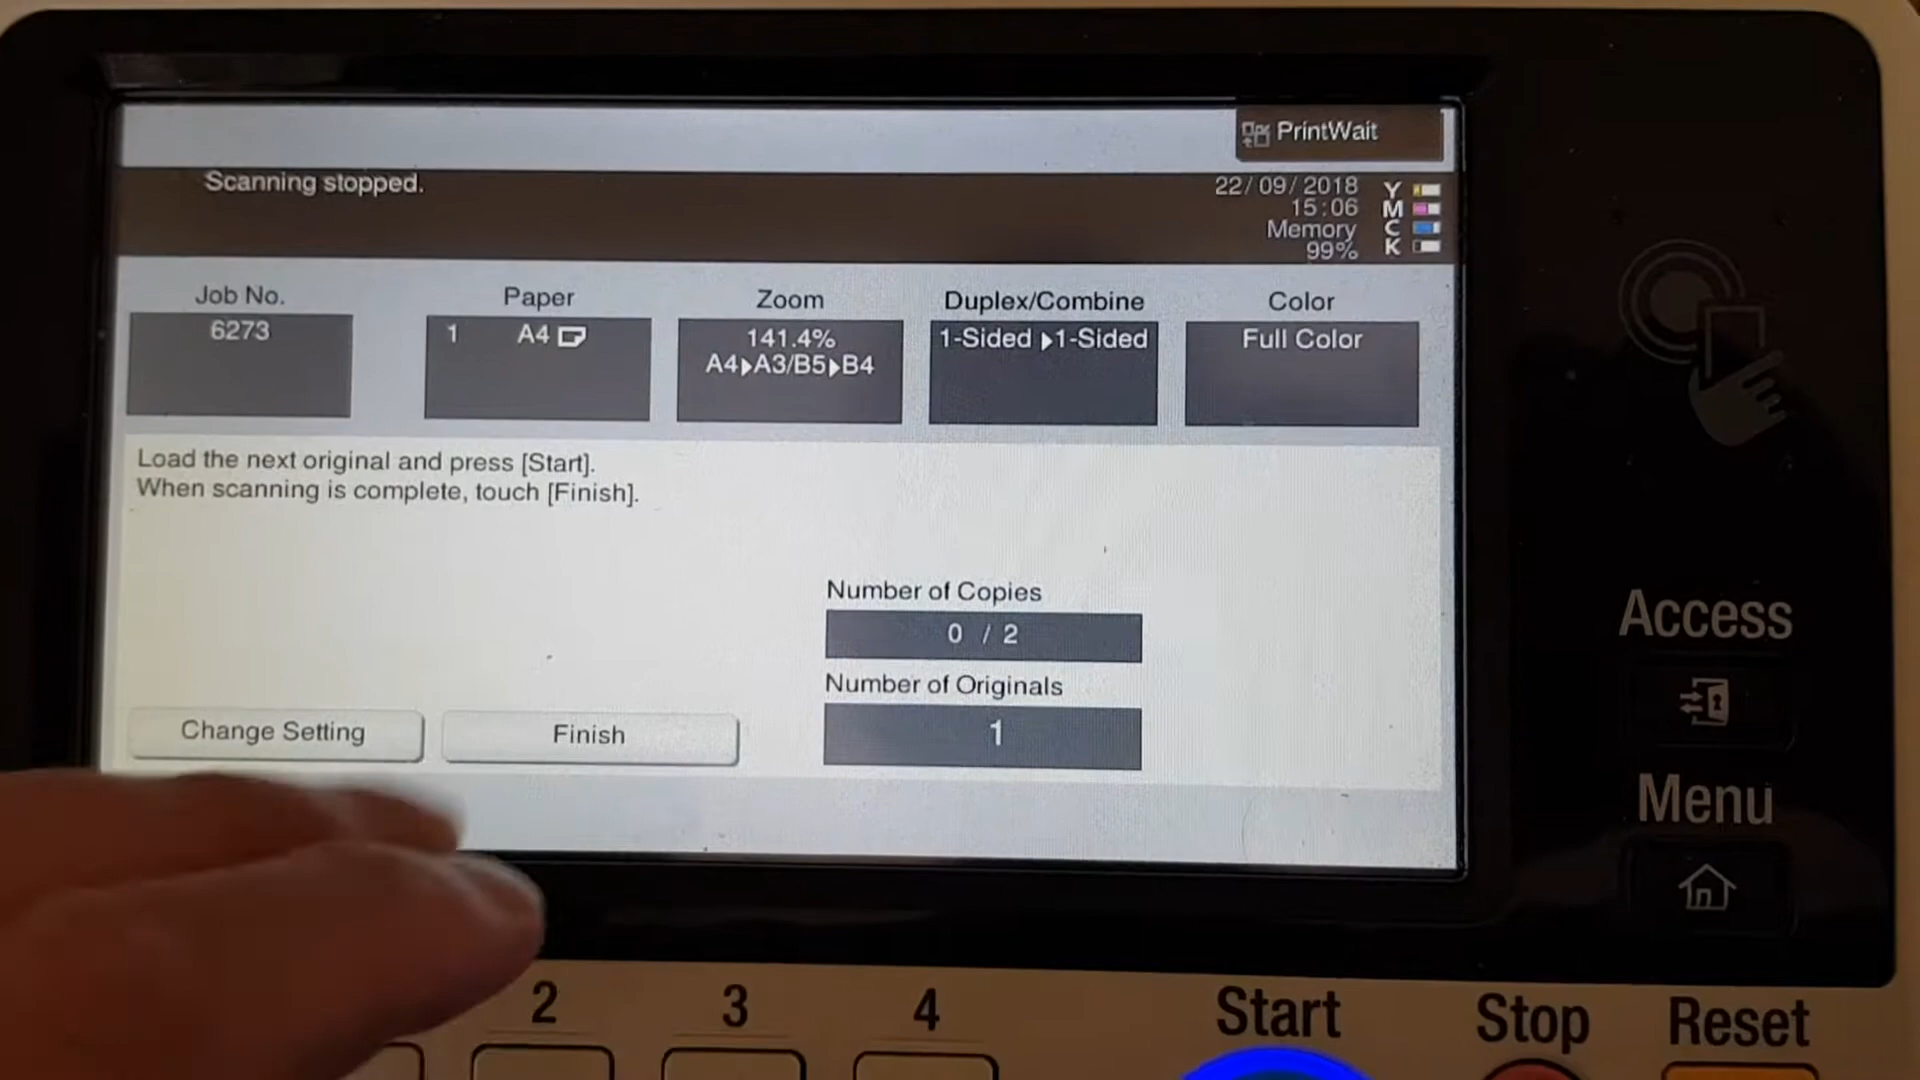 PrintWait
Scanning stopped.
22/09/2018
15:06
Memory
99%
Y
M
C
K
Job No.
6273
Paper
1 A4
Zoom
141.4%
A4▶A3/B5▶B4
Duplex/Combine
1-Sided ▶1-Sided
Color
Full Color
Load the next original and press [Start].
When scanning is complete, touch [Finish].
Number of Copies
0 / 2
Number of Originals
1
Change Setting
Finish
Access
Menu
2
3
4
Start
Stop
Reset